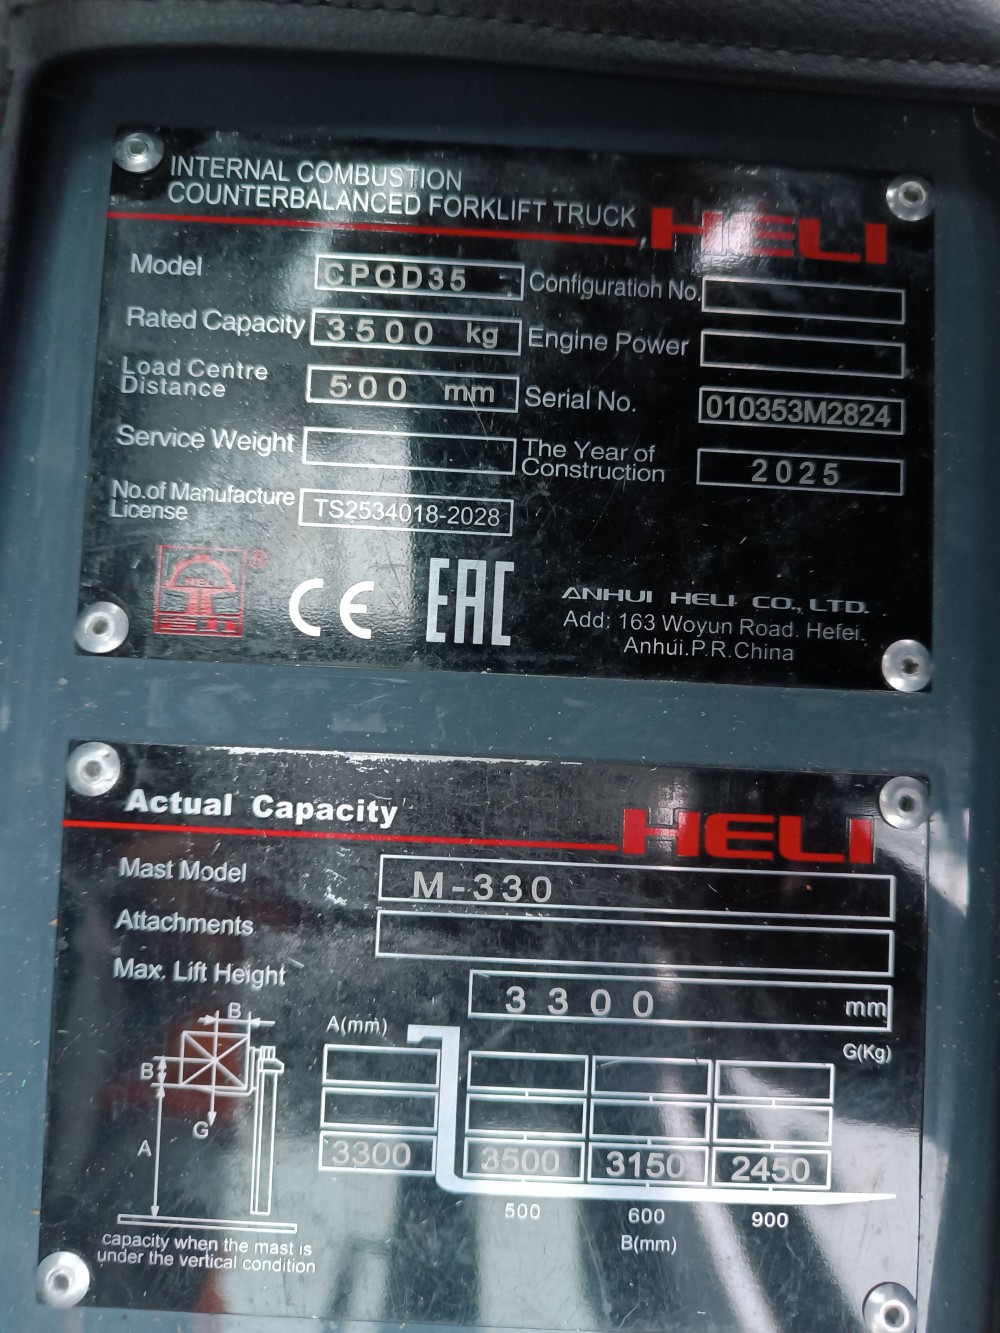 INTERNAL COMBUSTION
COUNTERBALANCED FORKLIFT TRUCK
HELI
Model CPCD35
Configuration No.
Rated Capacity 3500 kg
Engine Power
Load Centre Distance 500 mm
Serial No. 010353M2824
Service Weight
The Year of Construction 2025
No.of Manufacture License TS2534018-2028
HELI ®
CE EAC
ANHUI HELI CO., LTD.
Add: 163 Woyun Road. Hefei.
Anhui.P.R.China
Actual Capacity
HELI
Mast Model M-330
Attachments
Max. Lift Height 3300 mm
A(mm) G(Kg)
B
B
G
A
3300 3500 3150 2450
500 600 900
B(mm)
capacity when the mast is
under the vertical condition